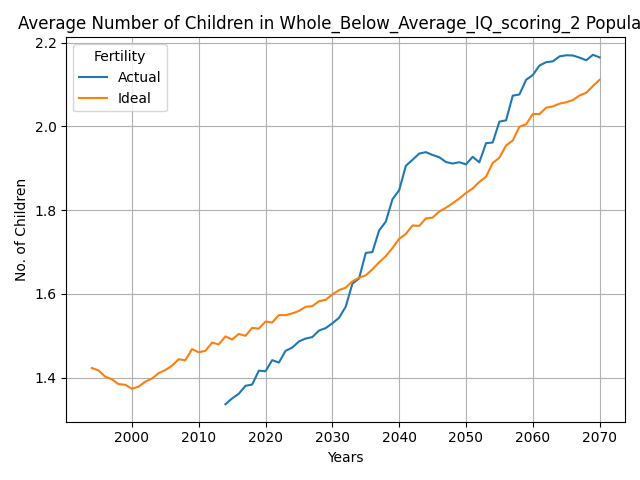 Average Number of Children in Whole_Below_Average_IQ_scoring_2 Popula
2.2
2.0
1.8
1.6
1.4
No. of Children
Fertility
Actual
Ideal
2000 2010 2020 2030 2040 2050 2060 2070
Years